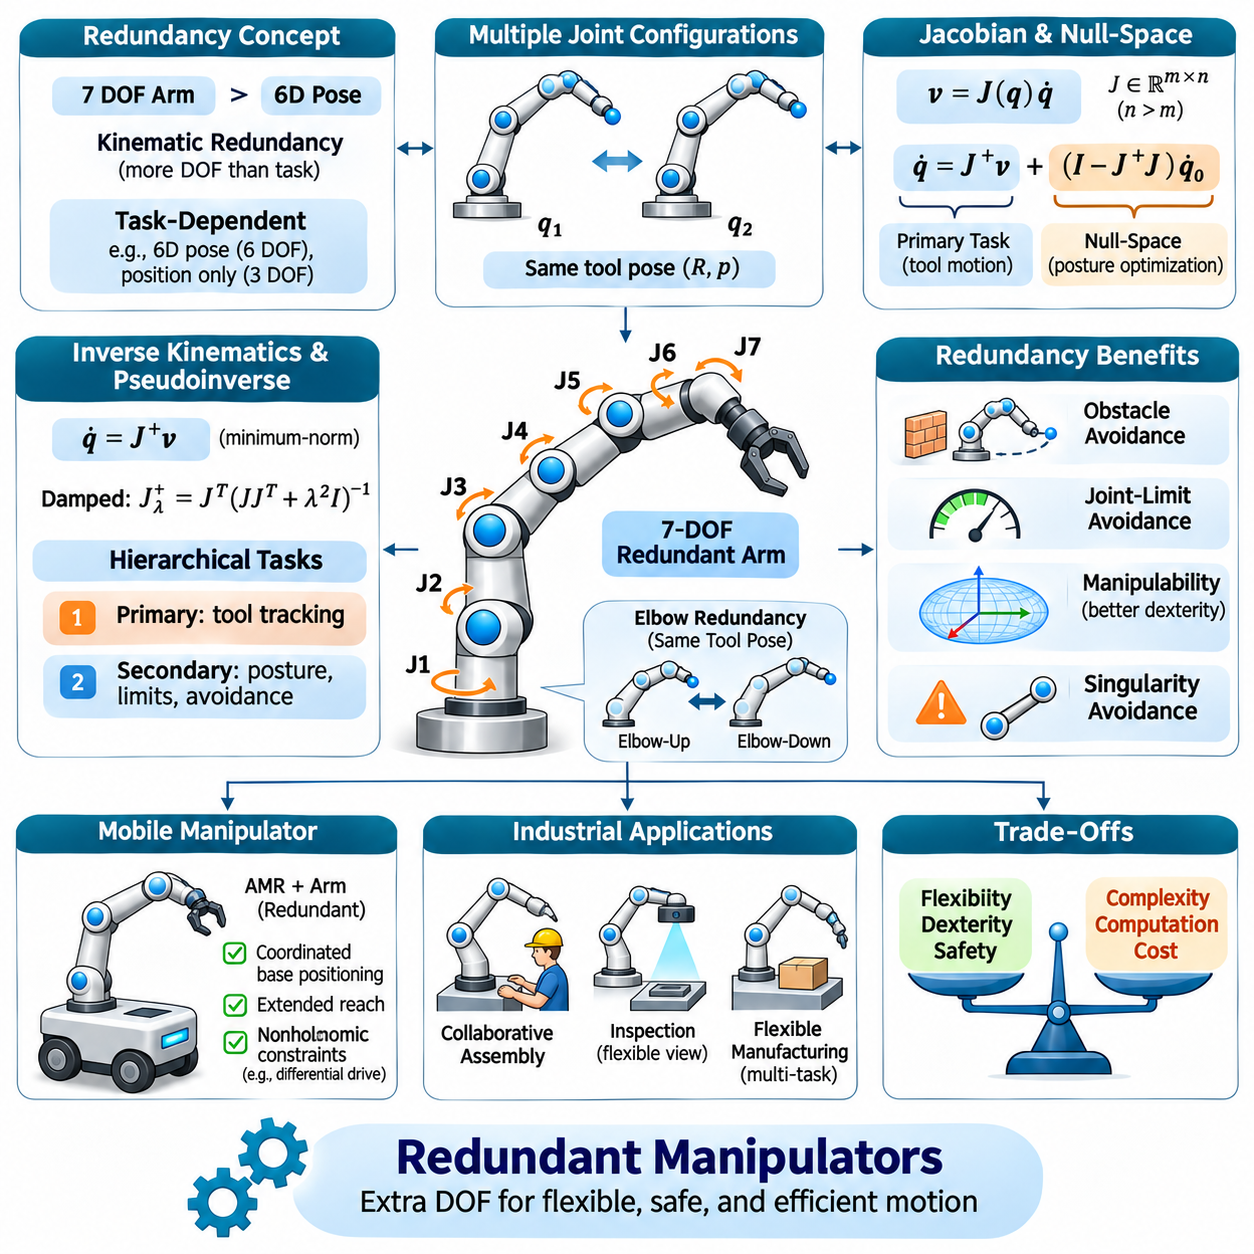 Redundancy Concept
7 DOF Arm > 6D Pose
Kinematic Redundancy
(more DOF than task)
Task-Dependent
e.g., 6D pose (6 DOF),
position only (3 DOF)
Multiple Joint Configurations
q₁
q₂
Same tool pose (R, p)
Jacobian & Null-Space
v = J(q) q̇
J ∈ ℝᵐˣⁿ
(n > m)
q̇ = J⁺v + (I − J⁺J) q̇₀
Primary Task
(tool motion)
Null-Space
(posture optimization)
Inverse Kinematics &
Pseudoinverse
q̇ = J⁺v (minimum-norm)
Damped: J⁺_λ = Jᵀ(JJᵀ + λ²I)⁻¹
Hierarchical Tasks
1 Primary: tool tracking
2 Secondary: posture,
limits, avoidance
J7
J6
J5
J4
J3
J2
J1
7-DOF
Redundant Arm
Elbow Redundancy
(Same Tool Pose)
Elbow-Up
Elbow-Down
Redundancy Benefits
Obstacle
Avoidance
Joint-Limit
Avoidance
Manipulability
(better dexterity)
!
Singularity
Avoidance
Mobile Manipulator
AMR + Arm
(Redundant)
Coordinated
base positioning
Extended reach
Nonholnomic
constraints
(e.g., differential drive)
Industrial Applications
Collaborative
Assembly
Inspection
(flexible view)
Flexible
Manufacturing
(multi-task)
Trade-Offs
Flexibiity
Dexterity
Safety
Complexity
Computation
Cost
Redundant Manipulators
Extra DOF for flexible, safe, and efficient motion